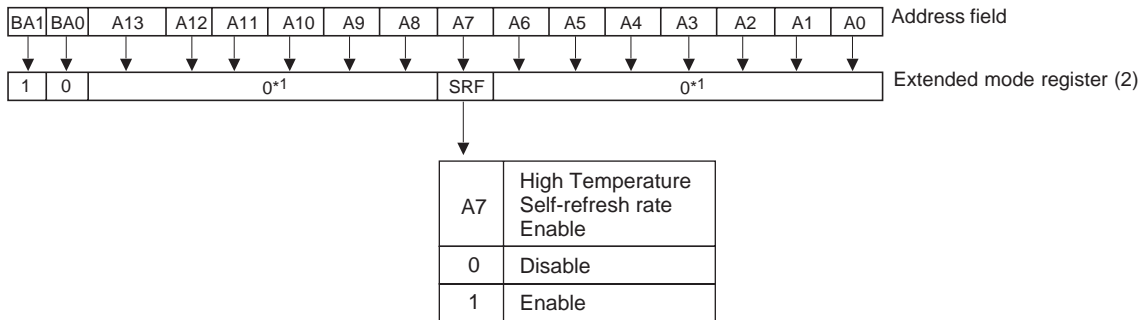 BA1 BA0 A13 A12 A11 A10 A9 A8 A7 A6 A5 A4 A3 A2 A1 A0 Address field
1 0 0*1 SRF 0*1 Extended mode register (2)
A7 High Temperature
Self-refresh rate
Enable
0 Disable
1 Enable